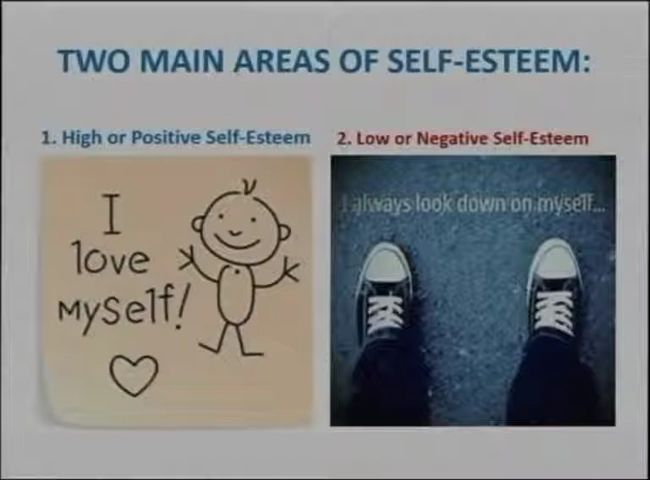 TWO MAIN AREAS OF SELF-ESTEEM:
1. High or Positive Self-Esteem
2. Low or Negative Self-Esteem
I
love
Myself!
I always look down on myself...